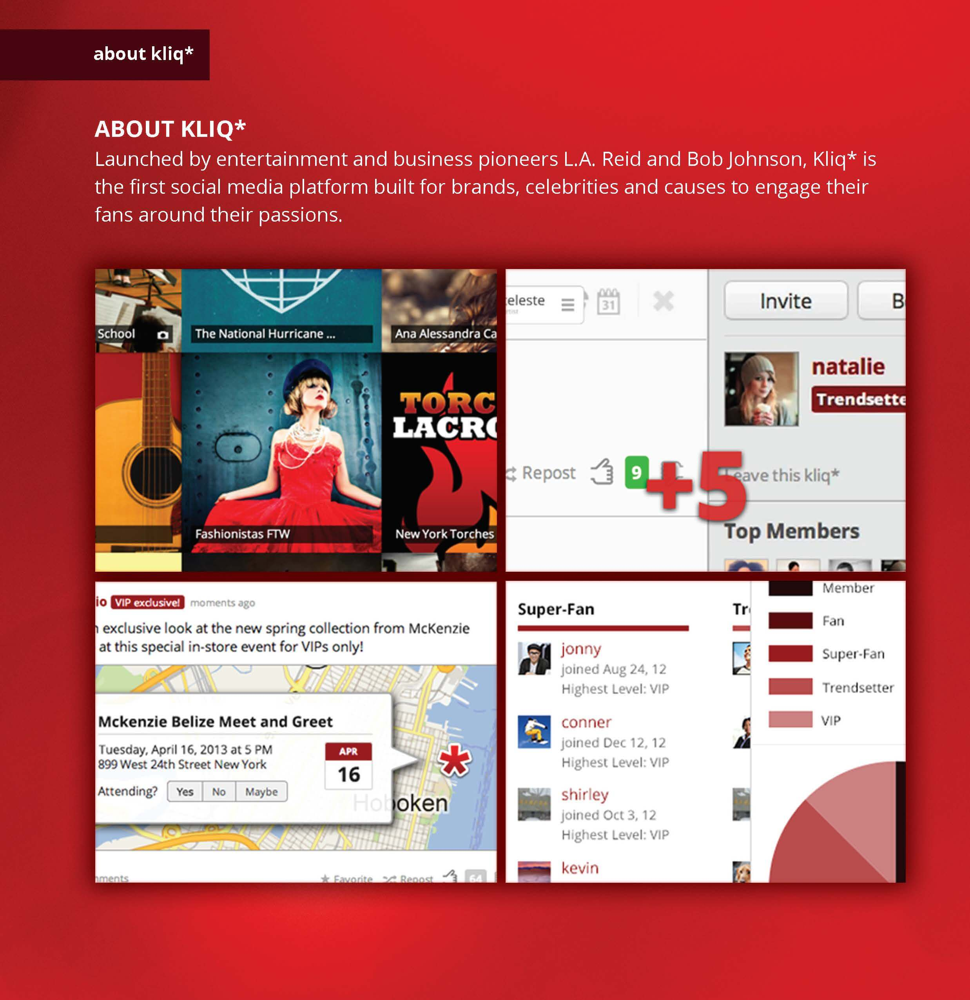 about kliq*
ABOUT KLIQ*
Launched by entertainment and business pioneers L.A. Reid and Bob Johnson, Kliq* is
the first social media platform built for brands, celebrities and causes to engage their
fans around their passions.
School
The National Hurricane ...
Ana Alessandra Ca
TORC
LACRO
Fashionistas FTW
New York Torches
eleste
31
Invite
B
natalie
Trendsette
Repost
9
+5
eave this kliq*
Top Members
io VIP exclusive! moments ago
exclusive look at the new spring collection from McKenzie
at this special in-store event for VIPs only!
Mckenzie Belize Meet and Greet
Tuesday, April 16, 2013 at 5 PM
899 West 24th Street New York
APR
16
Attending? Yes No Maybe
Hoboken
*
nments
Favorite Repost 64
Super-Fan
Tr
jonny
joined Aug 24, 12
Highest Level: VIP
conner
joined Dec 12, 12
Highest Level: VIP
shirley
joined Oct 3, 12
Highest Level: VIP
kevin
Member
Fan
Super-Fan
Trendsetter
VIP